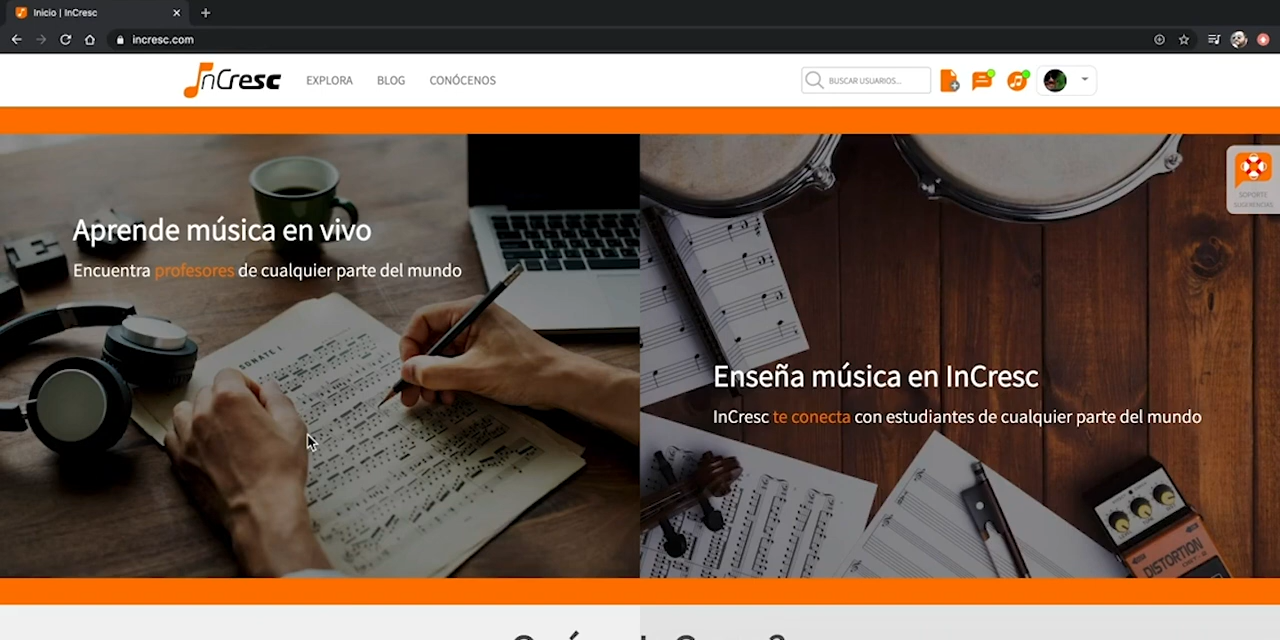 Inicio | InCresc
incresc.com
InCresc
EXPLORA
BLOG
CONÓCENOS
BUSCAR USUARIOS...
SOPORTE
SUGERENCIAS
Aprende música en vivo
Encuentra profesores de cualquier parte del mundo
SONATE I.
Enseña música en InCresc
InCresc te conecta con estudiantes de cualquier parte del mundo
DISTORTION